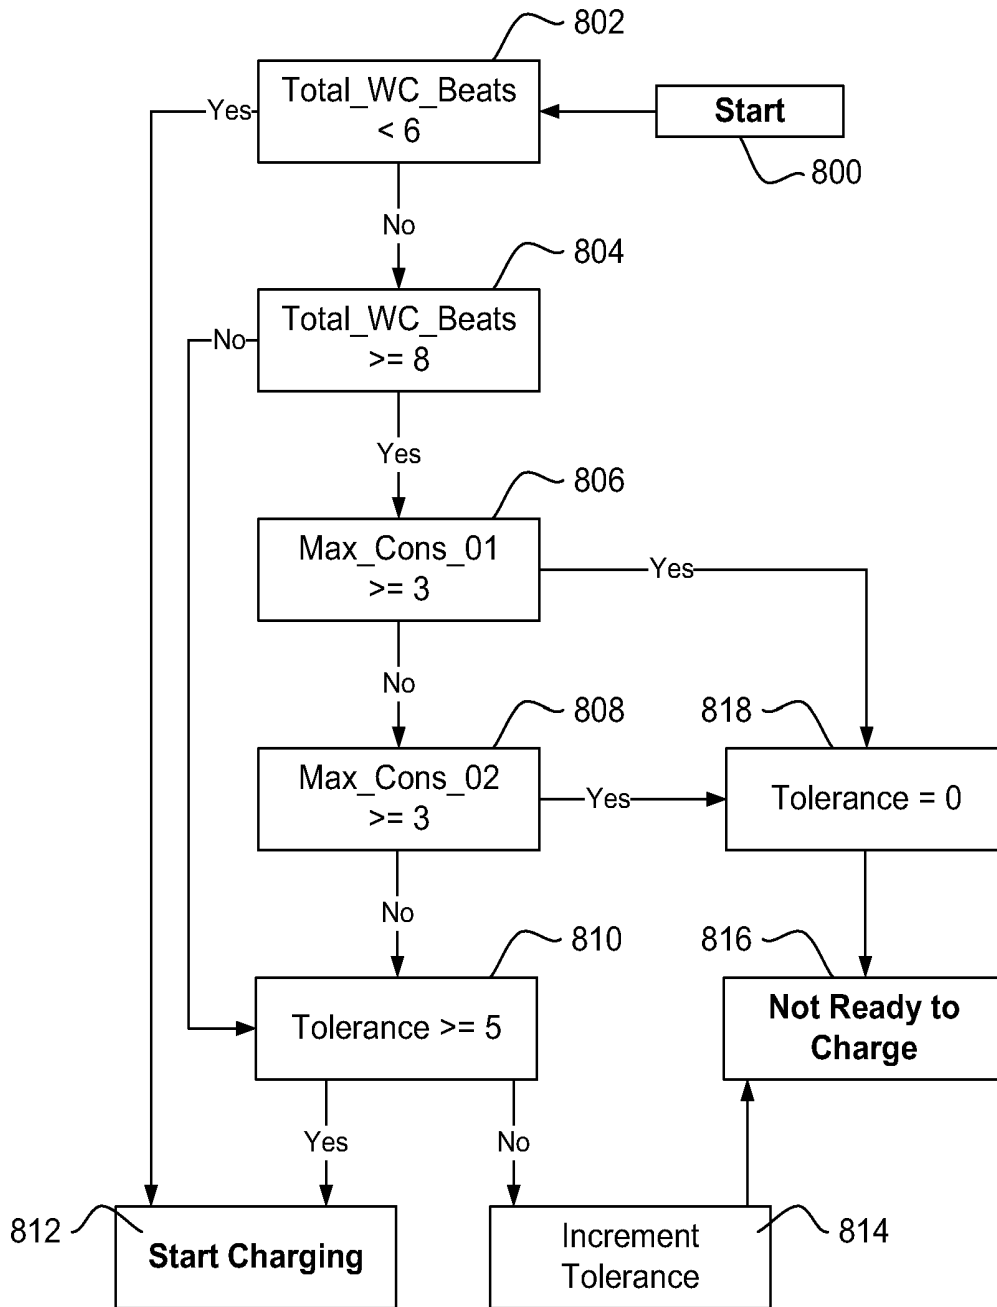 802
Total_WC_Beats
< 6
Yes
Start
800
No
804
Total_WC_Beats
>= 8
No
Yes
806
Max_Cons_01
>= 3
Yes
No
808
818
Max_Cons_02
>= 3
Yes
Tolerance = 0
No
810
816
Tolerance >= 5
Not Ready to
Charge
Yes
No
812
Start Charging
Increment
Tolerance
814